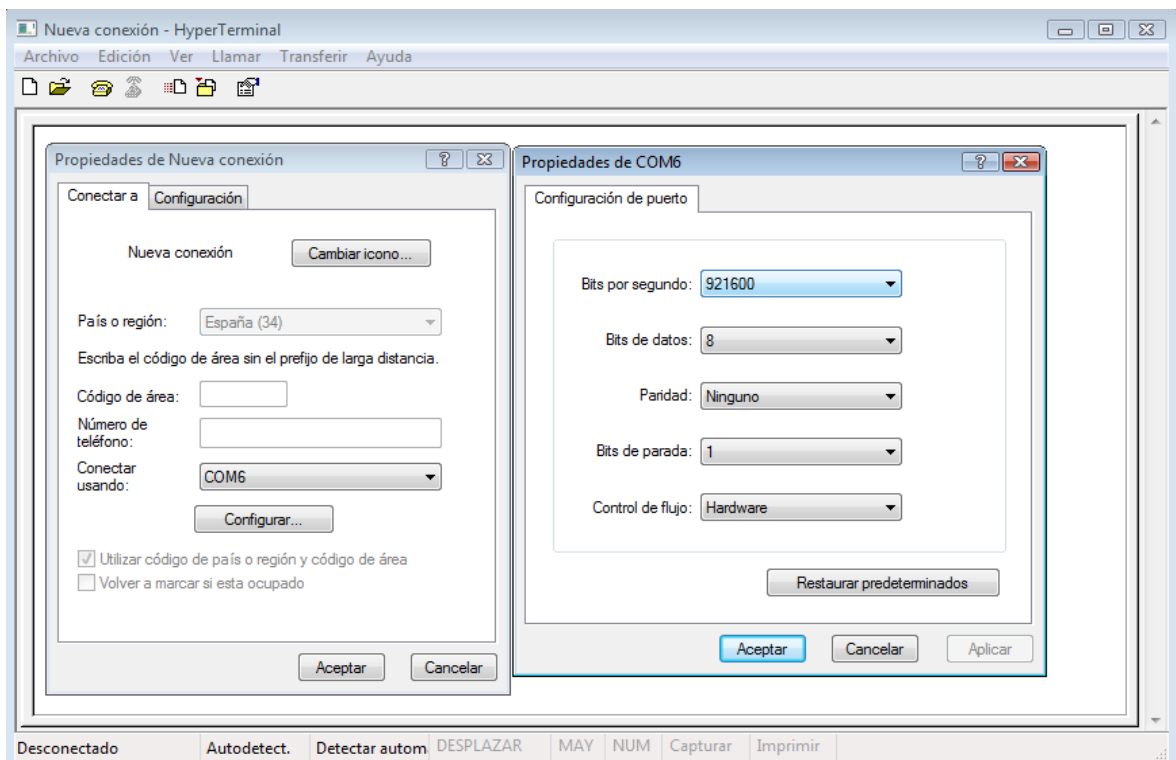 Nueva conexión - HyperTerminal
Archivo Edición Ver Llamar Transferir Ayuda
Propiedades de Nueva conexión
Conectar a Configuración
Nueva conexión Cambiar icono...
País o región: España (34)
Escriba el código de área sin el prefijo de larga distancia.
Código de área:
Número de
teléfono:
Conectar
usando:
COM6
Configurar...
Utilizar código de país o región y código de área
Volver a marcar si esta ocupado
Aceptar Cancelar
Propiedades de COM6
Configuración de puerto
Bits por segundo: 921600
Bits de datos: 8
Paridad: Ninguno
Bits de parada: 1
Control de flujo: Hardware
Restaurar predeterminados
Aceptar Cancelar Aplicar
Desconectado Autodetect. Detectar autom DESPLAZAR MAY NUM Capturar Imprimir